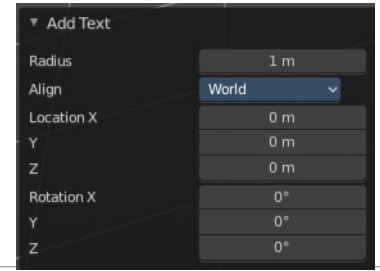 Add Text
Radius 1 m
Align World
Location X 0 m
Y 0 m
Z 0 m
Rotation X 0°
Y 0°
Z 0°